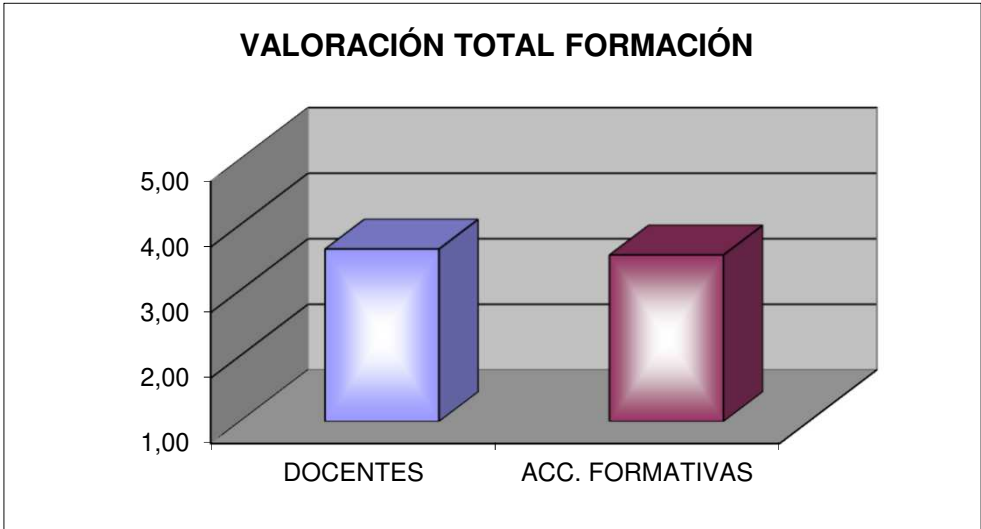 VALORACIÓN TOTAL FORMACIÓN
5,00
4,00
3,00
2,00
1,00
DOCENTES
ACC. FORMATIVAS